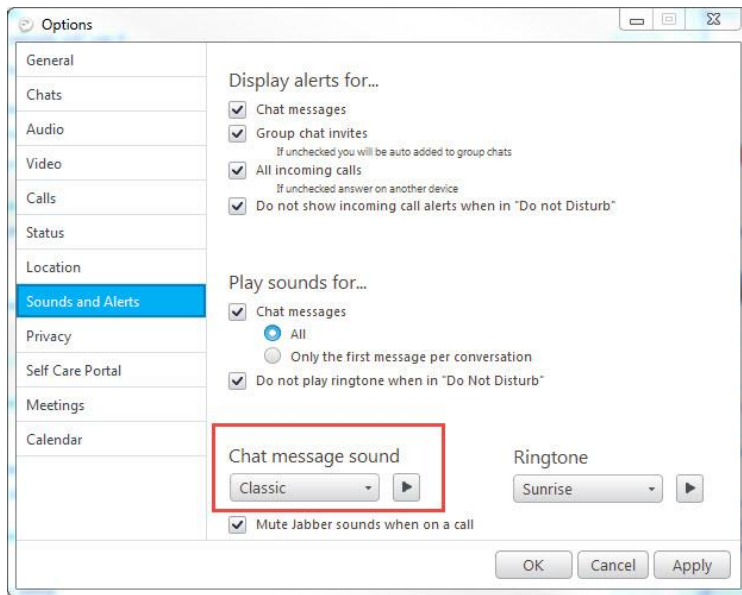 Options
General
Chats
Audio
Video
Calls
Status
Location
Sounds and Alerts
Privacy
Self Care Portal
Meetings
Calendar
Display alerts for...
Chat messages
Group chat invites
If unchecked you will be auto added to group chats
All incoming calls
If unchecked answer on another device
Do not show incoming call alerts when in "Do not Disturb"
Play sounds for...
Chat messages
All
Only the first message per conversation
Do not play ringtone when in "Do Not Disturb"
Chat message sound
Classic
Ringtone
Sunrise
Mute Jabber sounds when on a call
OK
Cancel
Apply